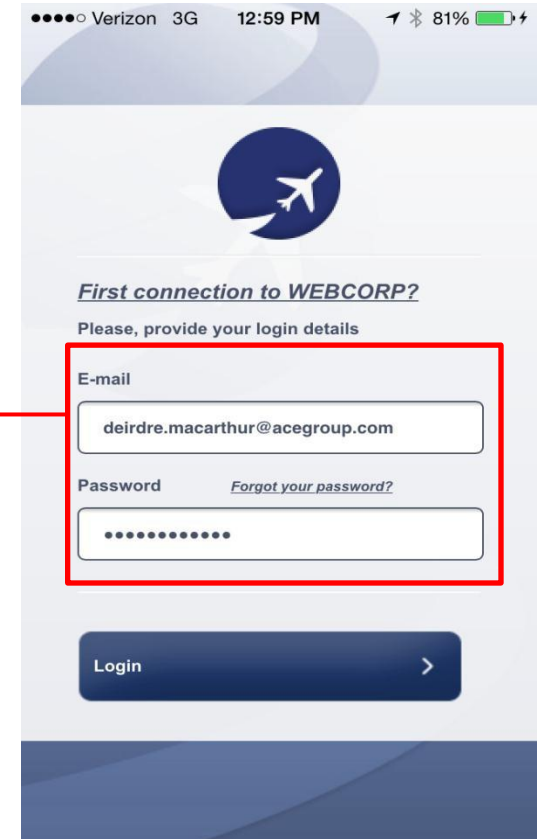 Verizon 3G 12:59 PM 81%
First connection to WEBCORP?
Please, provide your login details
E-mail
deirdre.macarthur@acegroup.com
Password Forgot your password?
••••••••••••
Login